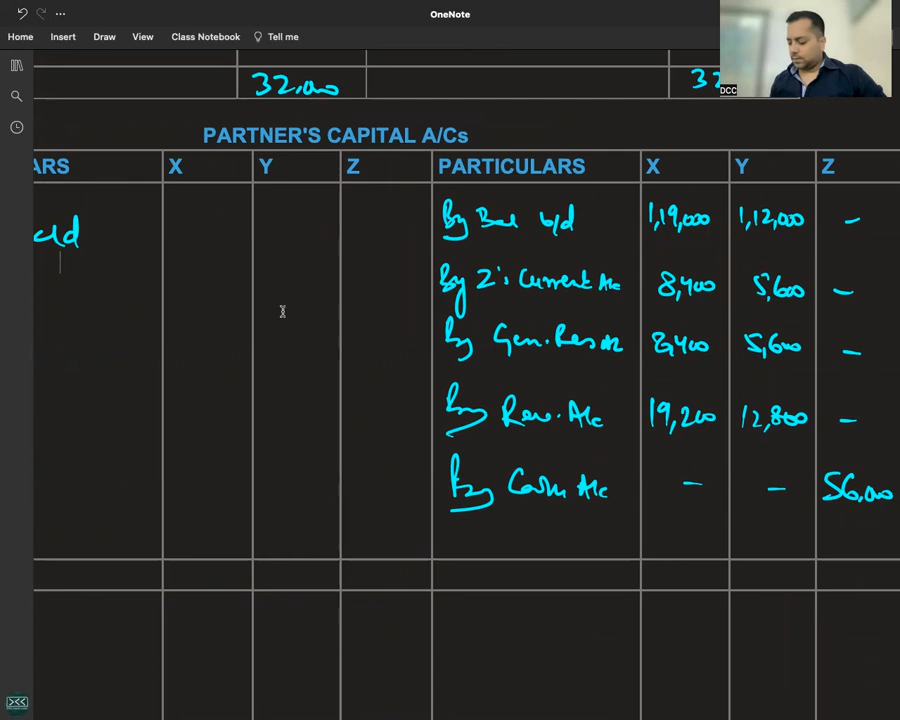 OneNote
Home Insert Draw View Class Notebook Tell me
DCC
32,000 32
PARTNER'S CAPITAL A/Cs
ARS X Y Z PARTICULARS X Y Z
c/d
By Bal b/d 1,19,000 1,12,000 -
By Z's Current A/c 8,400 5,600 -
By Gen. Res A/c 8,400 5,600 -
By Rev. A/c 19,200 12,800 -
By Cash A/c - - 56,000